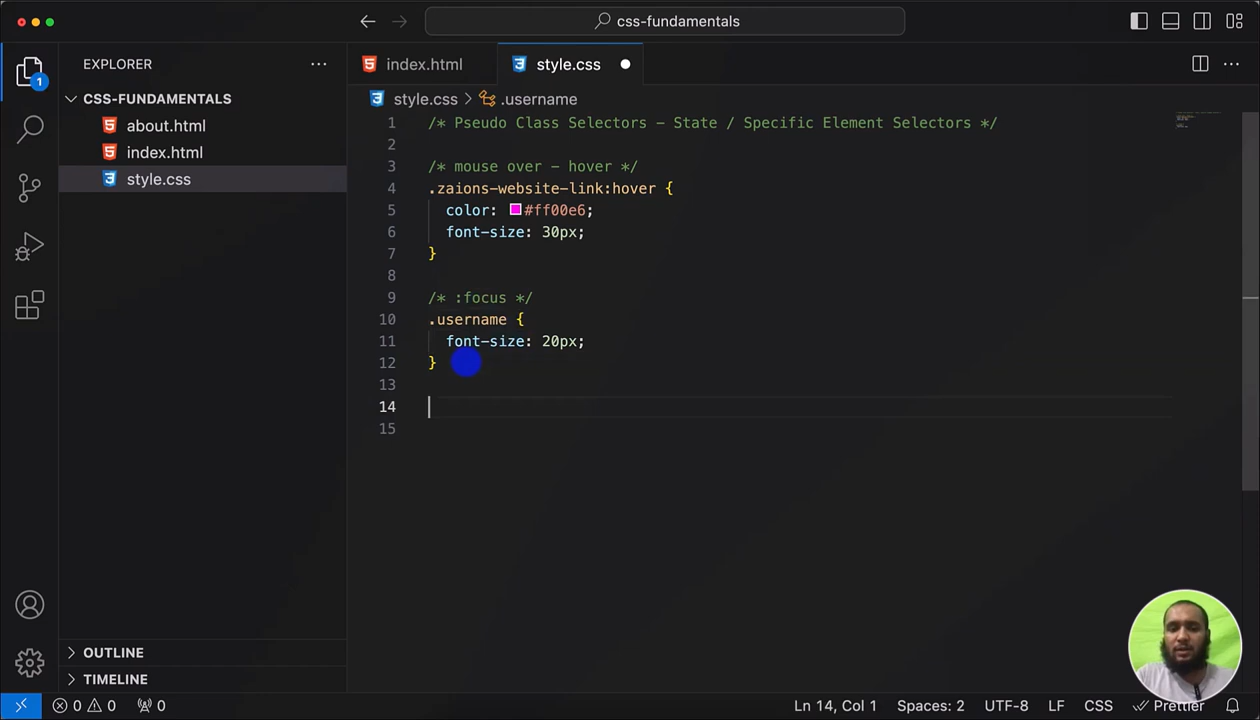 css-fundamentals
EXPLORER
index.html
style.css
1
CSS-FUNDAMENTALS
about.html
index.html
style.css
style.css > .username
1 /* Pseudo Class Selectors - State / Specific Element Selectors */
2
3 /* mouse over - hover */
4 .zaions-website-link:hover {
5 color: #ff00e6;
6 font-size: 30px;
7 }
8
9 /* :focus */
10 .username {
11 font-size: 20px;
12 }
13
14
15
OUTLINE
TIMELINE
0 0 0
Ln 14, Col 1 Spaces: 2 UTF-8 LF CSS Prettier